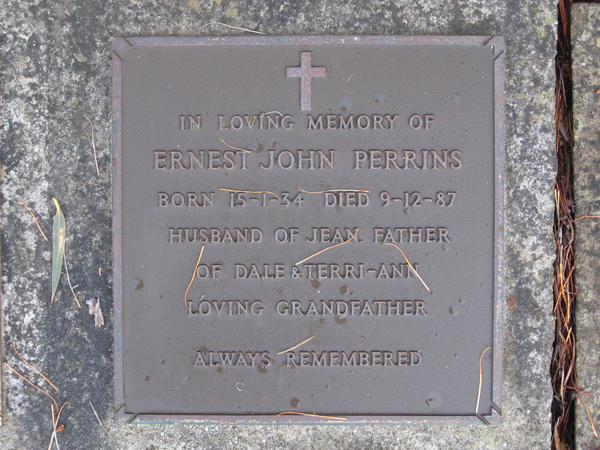 IN LOVING MEMORY OF
ERNEST JOHN PERRINS
BORN 15-1-34 DIED 9-12-87
HUSBAND OF JEAN. FATHER
OF DALE & TERRI-ANN
LOVING GRANDFATHER
ALWAYS REMEMBERED